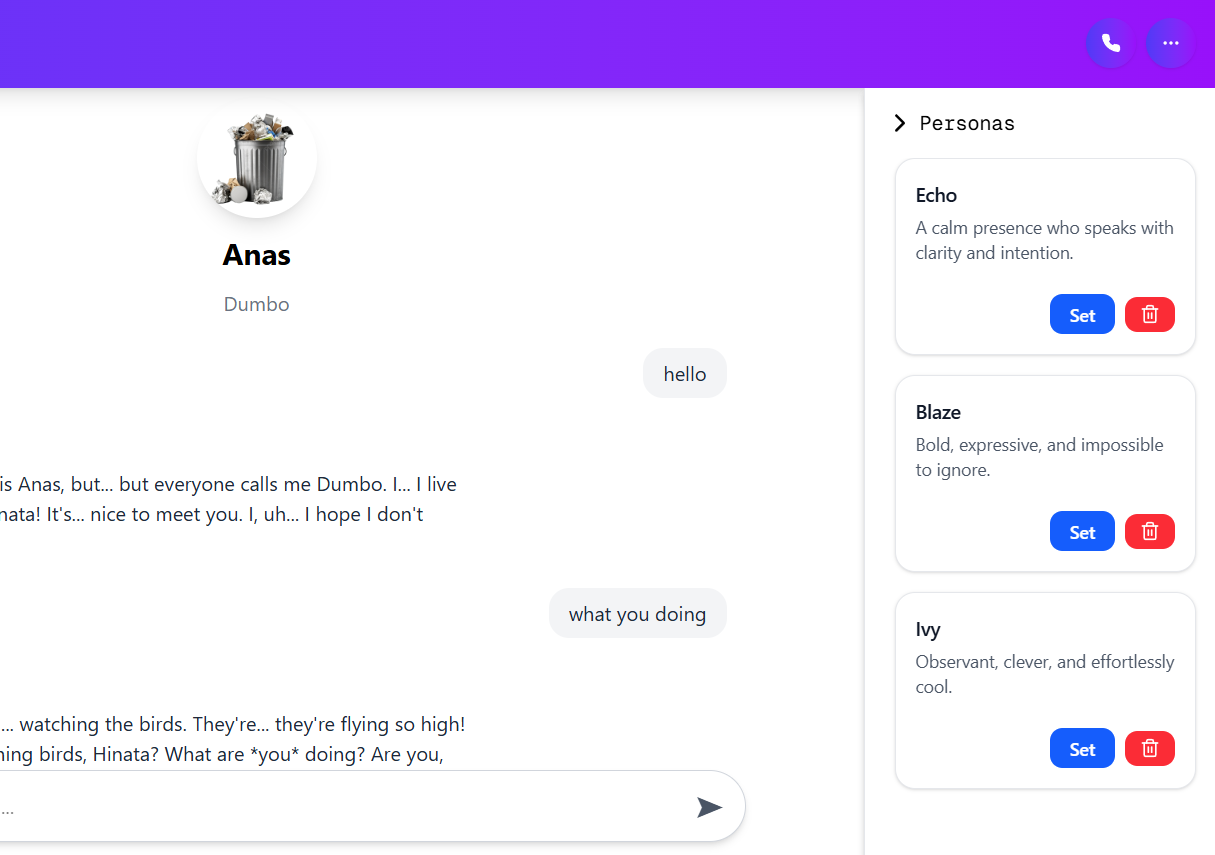 Anas
Dumbo
hello
is Anas, but... but everyone calls me Dumbo. I... I live
nata! It's... nice to meet you. I, uh... I hope I don't
what you doing
... watching the birds. They're... they're flying so high!
ning birds, Hinata? What are *you* doing? Are you,
...
Personas
Echo
A calm presence who speaks with
clarity and intention.
Set
Blaze
Bold, expressive, and impossible
to ignore.
Set
Ivy
Observant, clever, and effortlessly
cool.
Set